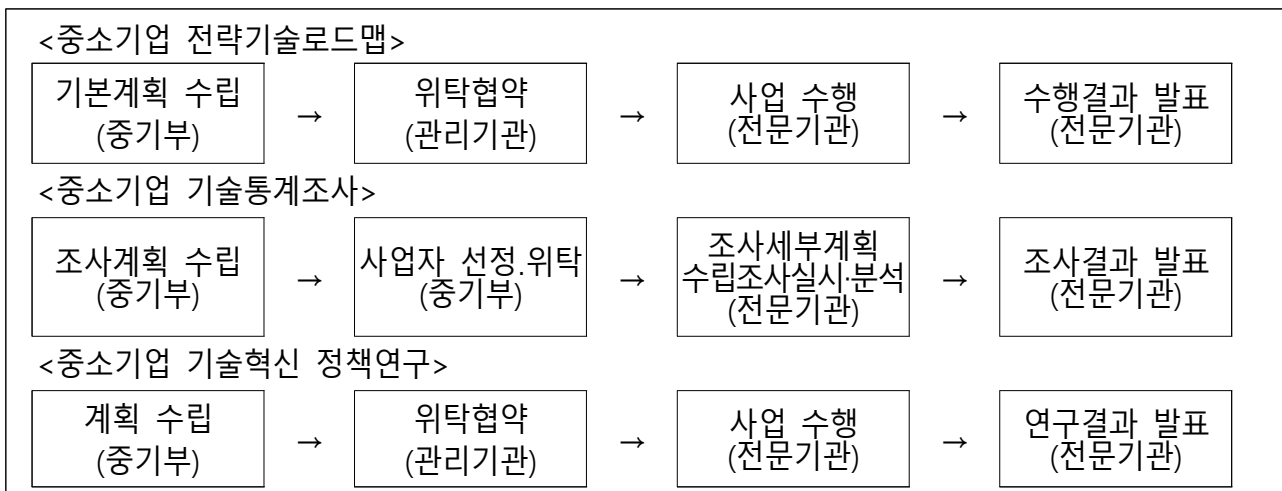 <중소기업 전략기술로드맵>
기본계획 수립 → 위탁협약 → 사업 수행 → 수행결과 발표
(중기부) (관리기관) (전문기관) (전문기관)
<중소기업 기술통계조사>
조사계획 수립 → 사업자 선정.위탁 → 조사세부계획 → 조사결과 발표
(중기부) (중기부) 수립조사실시·분석 (전문기관)
(전문기관)
<중소기업 기술혁신 정책연구>
계획 수립 → 위탁협약 → 사업 수행 → 연구결과 발표
(중기부) (관리기관) (전문기관) (전문기관)